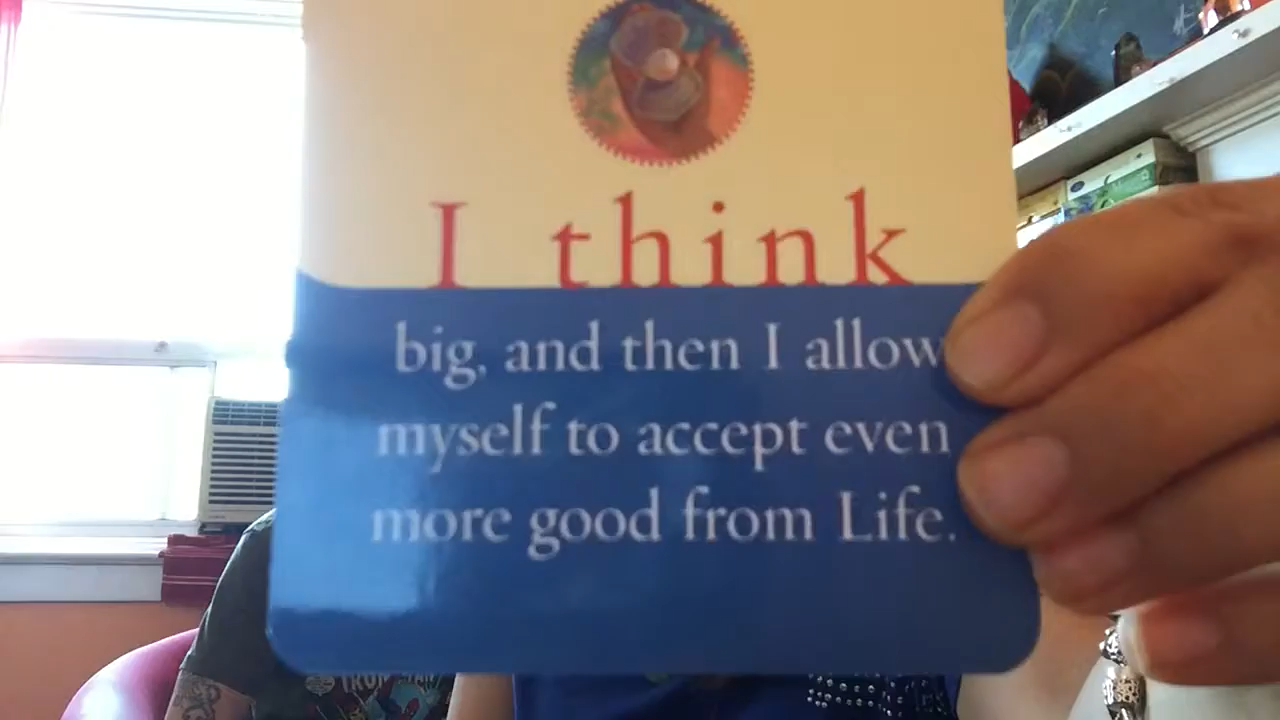 I think
big, and then I allow
myself to accept even
more good from Life.